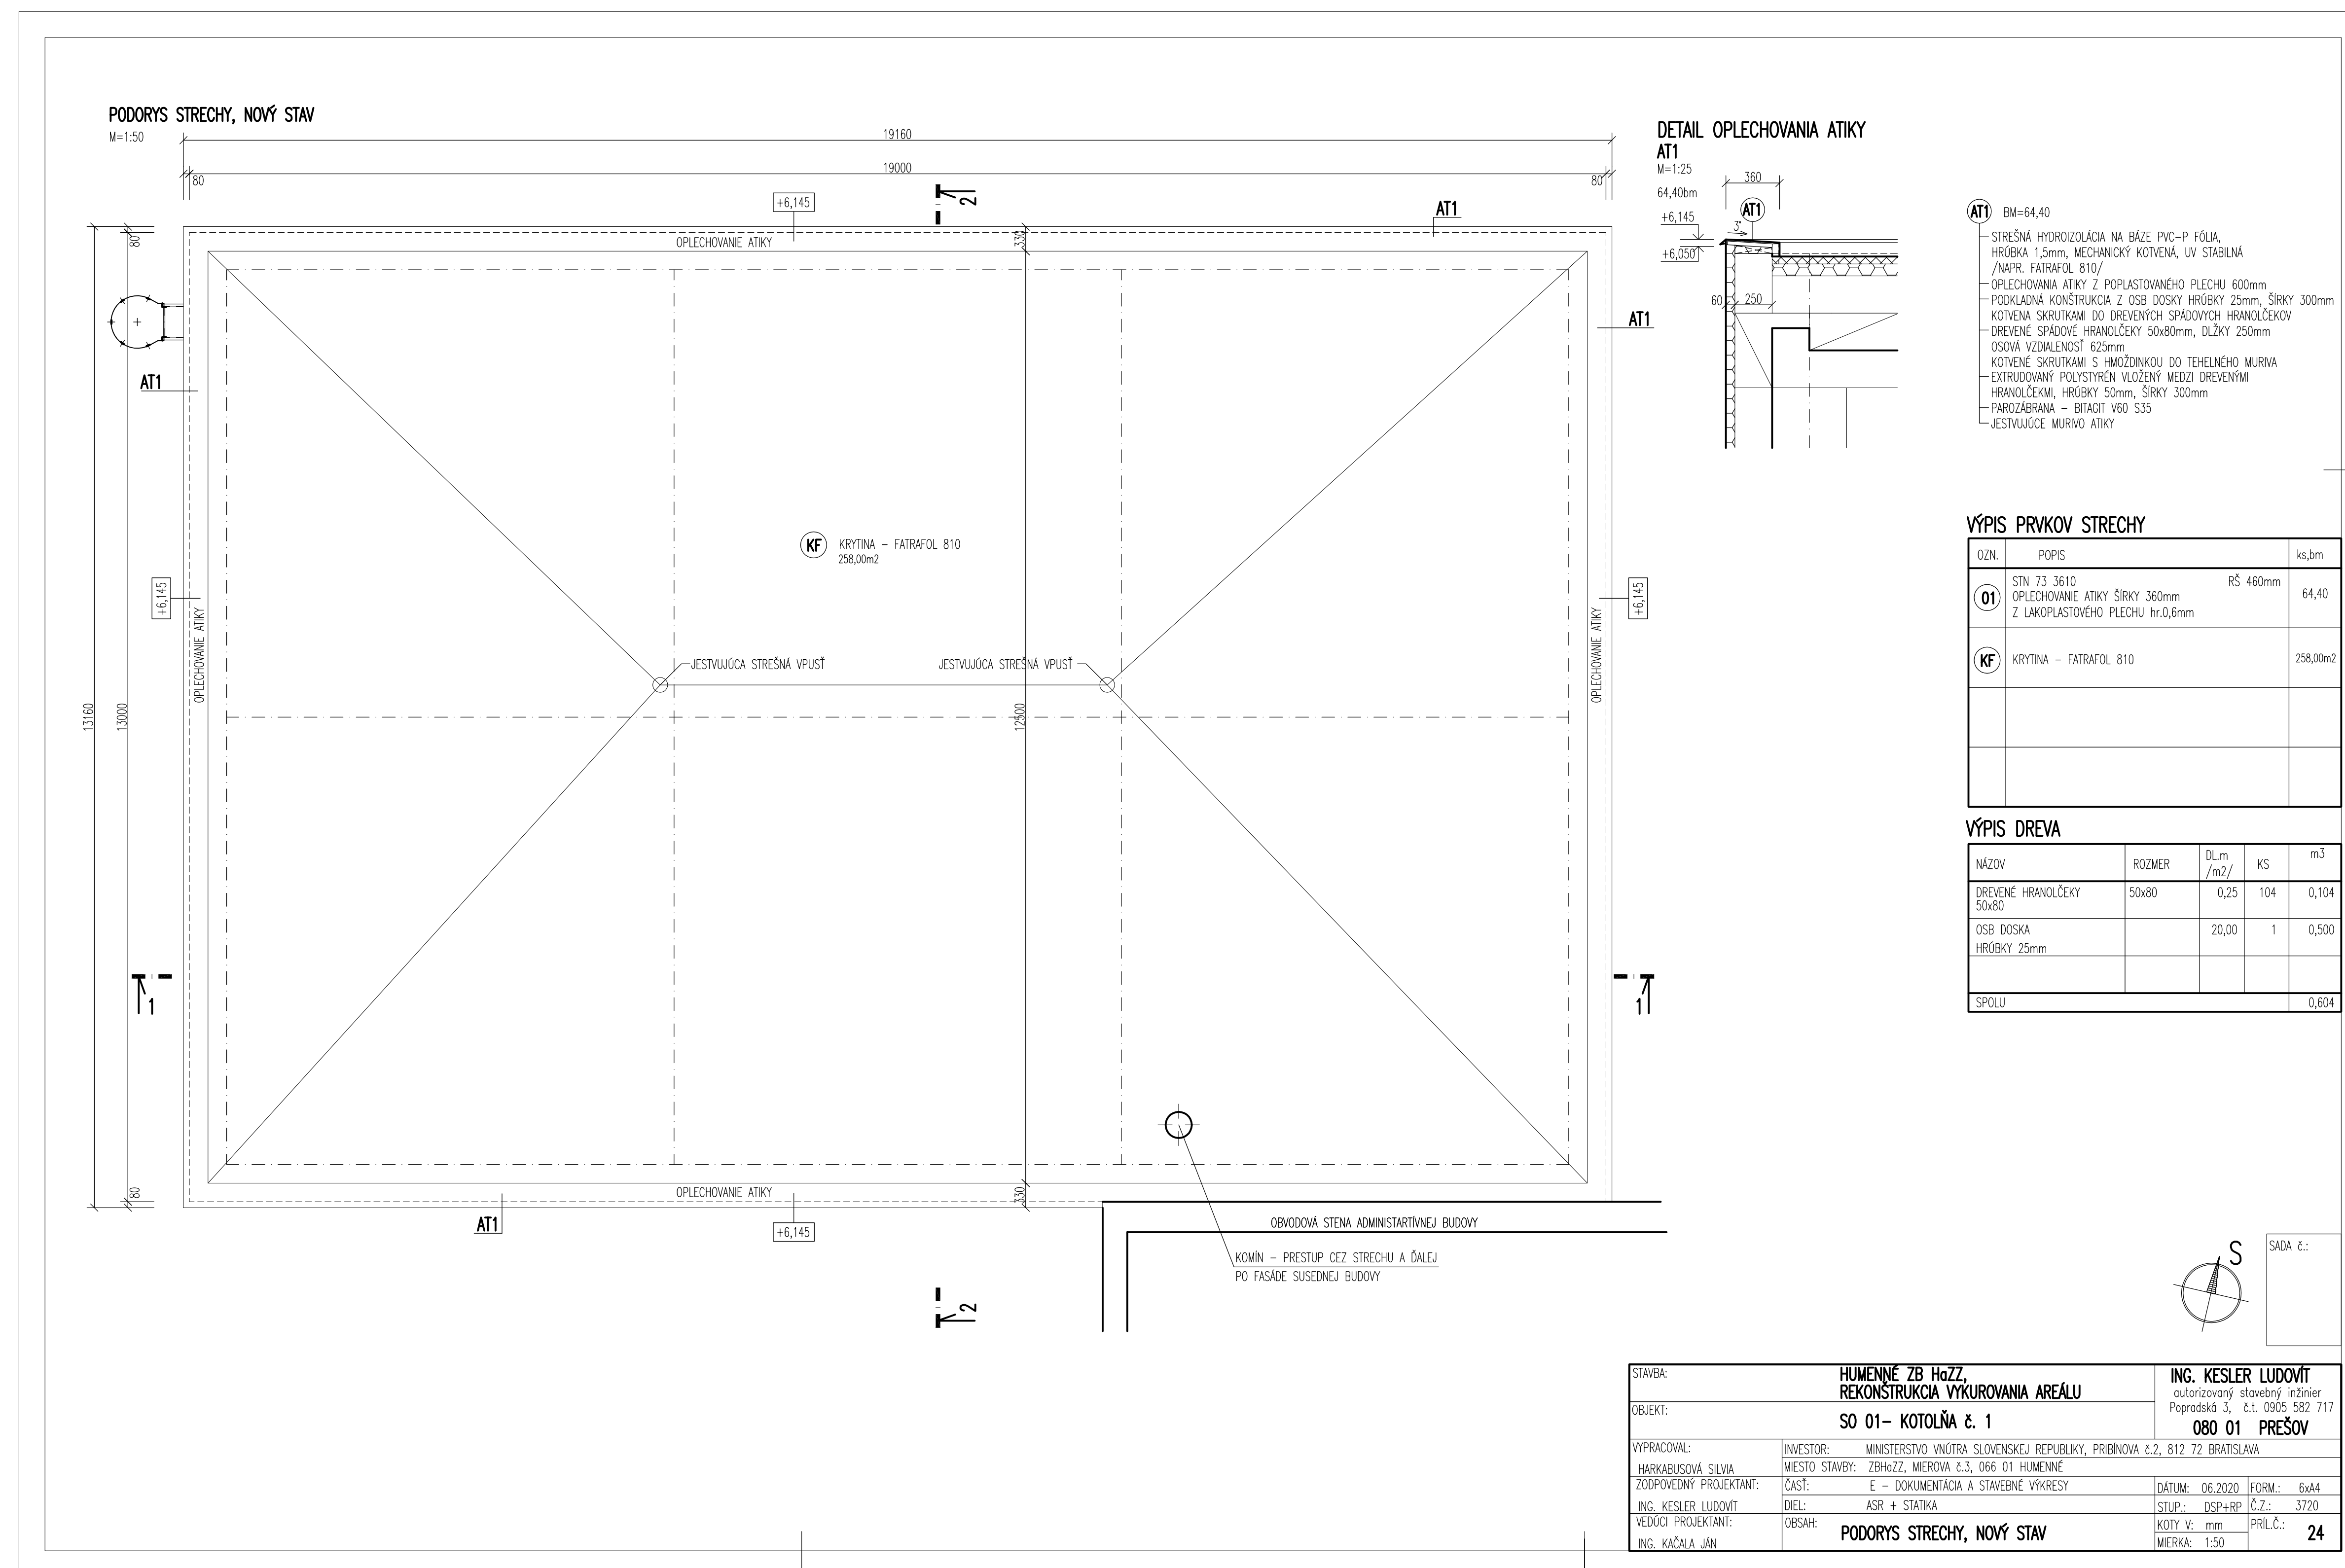 PODORYS STRECHY, NOVÝ STAV
M=1:50
19160
19000
80
80
2
+6,145
AT1
OPLECHOVANIE ATIKY
330
80
AT1
AT1
KF KRYTINA – FATRAFOL 810
258,00m2
+6,145
+6,145
OPLECHOVANIE ATIKY
OPLECHOVANIE ATIKY
JESTVUJÚCA STREŠNÁ VPUSŤ
JESTVUJÚCA STREŠNÁ VPUSŤ
13160
13000
12500
1
1
80
OPLECHOVANIE ATIKY
330
AT1
+6,145
OBVODOVÁ STENA ADMINISTARTÍVNEJ BUDOVY
KOMÍN – PRESTUP CEZ STRECHU A ĎALEJ
PO FASÁDE SUSEDNEJ BUDOVY
2
DETAIL OPLECHOVANIA ATIKY
AT1
M=1:25
64,40bm
360
+6,145
AT1
3°
+6,050
60
250
AT1 BM=64,40
STREŠNÁ HYDROIZOLÁCIA NA BÁZE PVC–P FÓLIA,
HRÚBKA 1,5mm, MECHANICKÝ KOTVENÁ, UV STABILNÁ
/NAPR. FATRAFOL 810/
OPLECHOVANIA ATIKY Z POPLASTOVANÉHO PLECHU 600mm
PODKLADNÁ KONŠTRUKCIA Z OSB DOSKY HRÚBKY 25mm, ŠÍRKY 300mm
KOTVENA SKRUTKAMI DO DREVENÝCH SPÁDOVYCH HRANOLČEKOV
DREVENÉ SPÁDOVÉ HRANOLČEKY 50x80mm, DLŽKY 250mm
OSOVÁ VZDIALENOSŤ 625mm
KOTVENÉ SKRUTKAMI S HMOŽDINKOU DO TEHELNÉHO MURIVA
EXTRUDOVANÝ POLYSTYRÉN VLOŽENÝ MEDZI DREVENÝMI
HRANOLČEKMI, HRÚBKY 50mm, ŠÍRKY 300mm
PAROZÁBRANA – BITAGIT V60 S35
JESTVUJÚCE MURIVO ATIKY
VÝPIS PRVKOV STRECHY
OZN. POPIS ks,bm
STN 73 3610 RŠ 460mm
01 OPLECHOVANIE ATIKY ŠÍRKY 360mm 64,40
Z LAKOPLASTOVÉHO PLECHU hr.0,6mm
KF KRYTINA – FATRAFOL 810 258,00m2
VÝPIS DREVA
NÁZOV ROZMER DL.m /m2/ KS m3
DREVENÉ HRANOLČEKY 50x80 0,25 104 0,104
50x80
OSB DOSKA 20,00 1 0,500
HRÚBKY 25mm
SPOLU 0,604
S
SADA č.:
STAVBA: HUMENNÉ ZB HaZZ,
REKONŠTRUKCIA VYKUROVANIA AREÁLU
OBJEKT: SO 01– KOTOLŇA č. 1
ING. KESLER LUDOVÍT
autorizovaný stavebný inžinier
Popradská 3, č.t. 0905 582 717
080 01 PREŠOV
VYPRACOVAL:
HARKABUSOVÁ SILVIA
INVESTOR: MINISTERSTVO VNÚTRA SLOVENSKEJ REPUBLIKY, PRIBÍNOVA č.2, 812 72 BRATISLAVA
MIESTO STAVBY: ZBHaZZ, MIEROVA č.3, 066 01 HUMENNÉ
ZODPOVEDNÝ PROJEKTANT:
ING. KESLER LUDOVÍT
ČASŤ: E – DOKUMENTÁCIA A STAVEBNÉ VÝKRESY
DIEL: ASR + STATIKA
DÁTUM: 06.2020 FORM.: 6xA4
STUP.: DSP+RP Č.Z.: 3720
VEDÚCI PROJEKTANT:
ING. KAČALA JÁN
OBSAH: PODORYS STRECHY, NOVÝ STAV
KOTY V: mm PRÍL.Č.: 24
MIERKA: 1:50